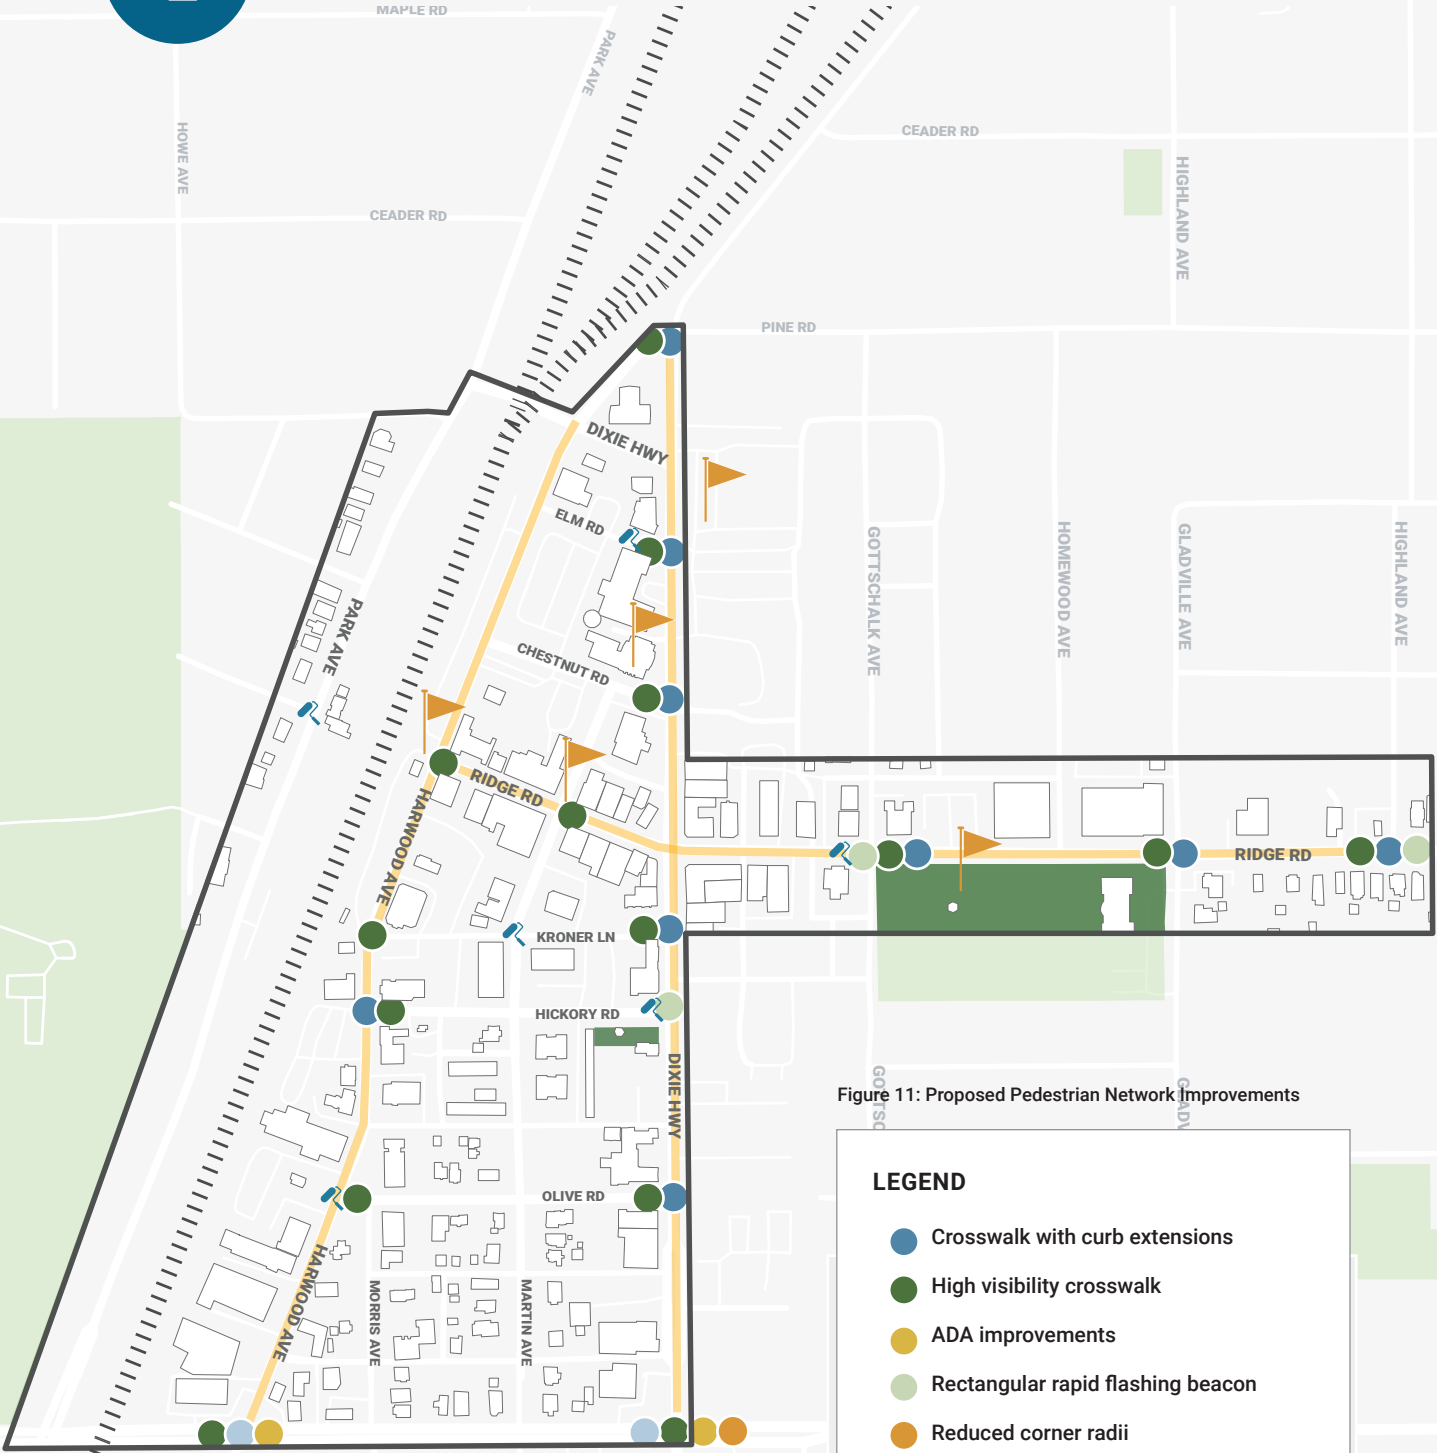 MAPLE RD
PARK AVE
HOWE AVE
CEADER RD
HIGHLAND AVE
CEADER RD
PINE RD
DIXIE HWY
ELM RD
GOTTSCHALK AVE
HOMEWOOD AVE
GLADVILLE AVE
HIGHLAND AVE
PARK AVE
CHESTNUT RD
RIDGE RD
HARWOOD AVE
RIDGE RD
KRONER LN
HICKORY RD
DIXIE HWY
GOTTSC
GLADV
Figure 11: Proposed Pedestrian Network Improvements
OLIVE RD
HARWOOD AVE
MORRIS AVE
MARTIN AVE
LEGEND
Crosswalk with curb extensions
High visibility crosswalk
ADA improvements
Rectangular rapid flashing beacon
Reduced corner radii